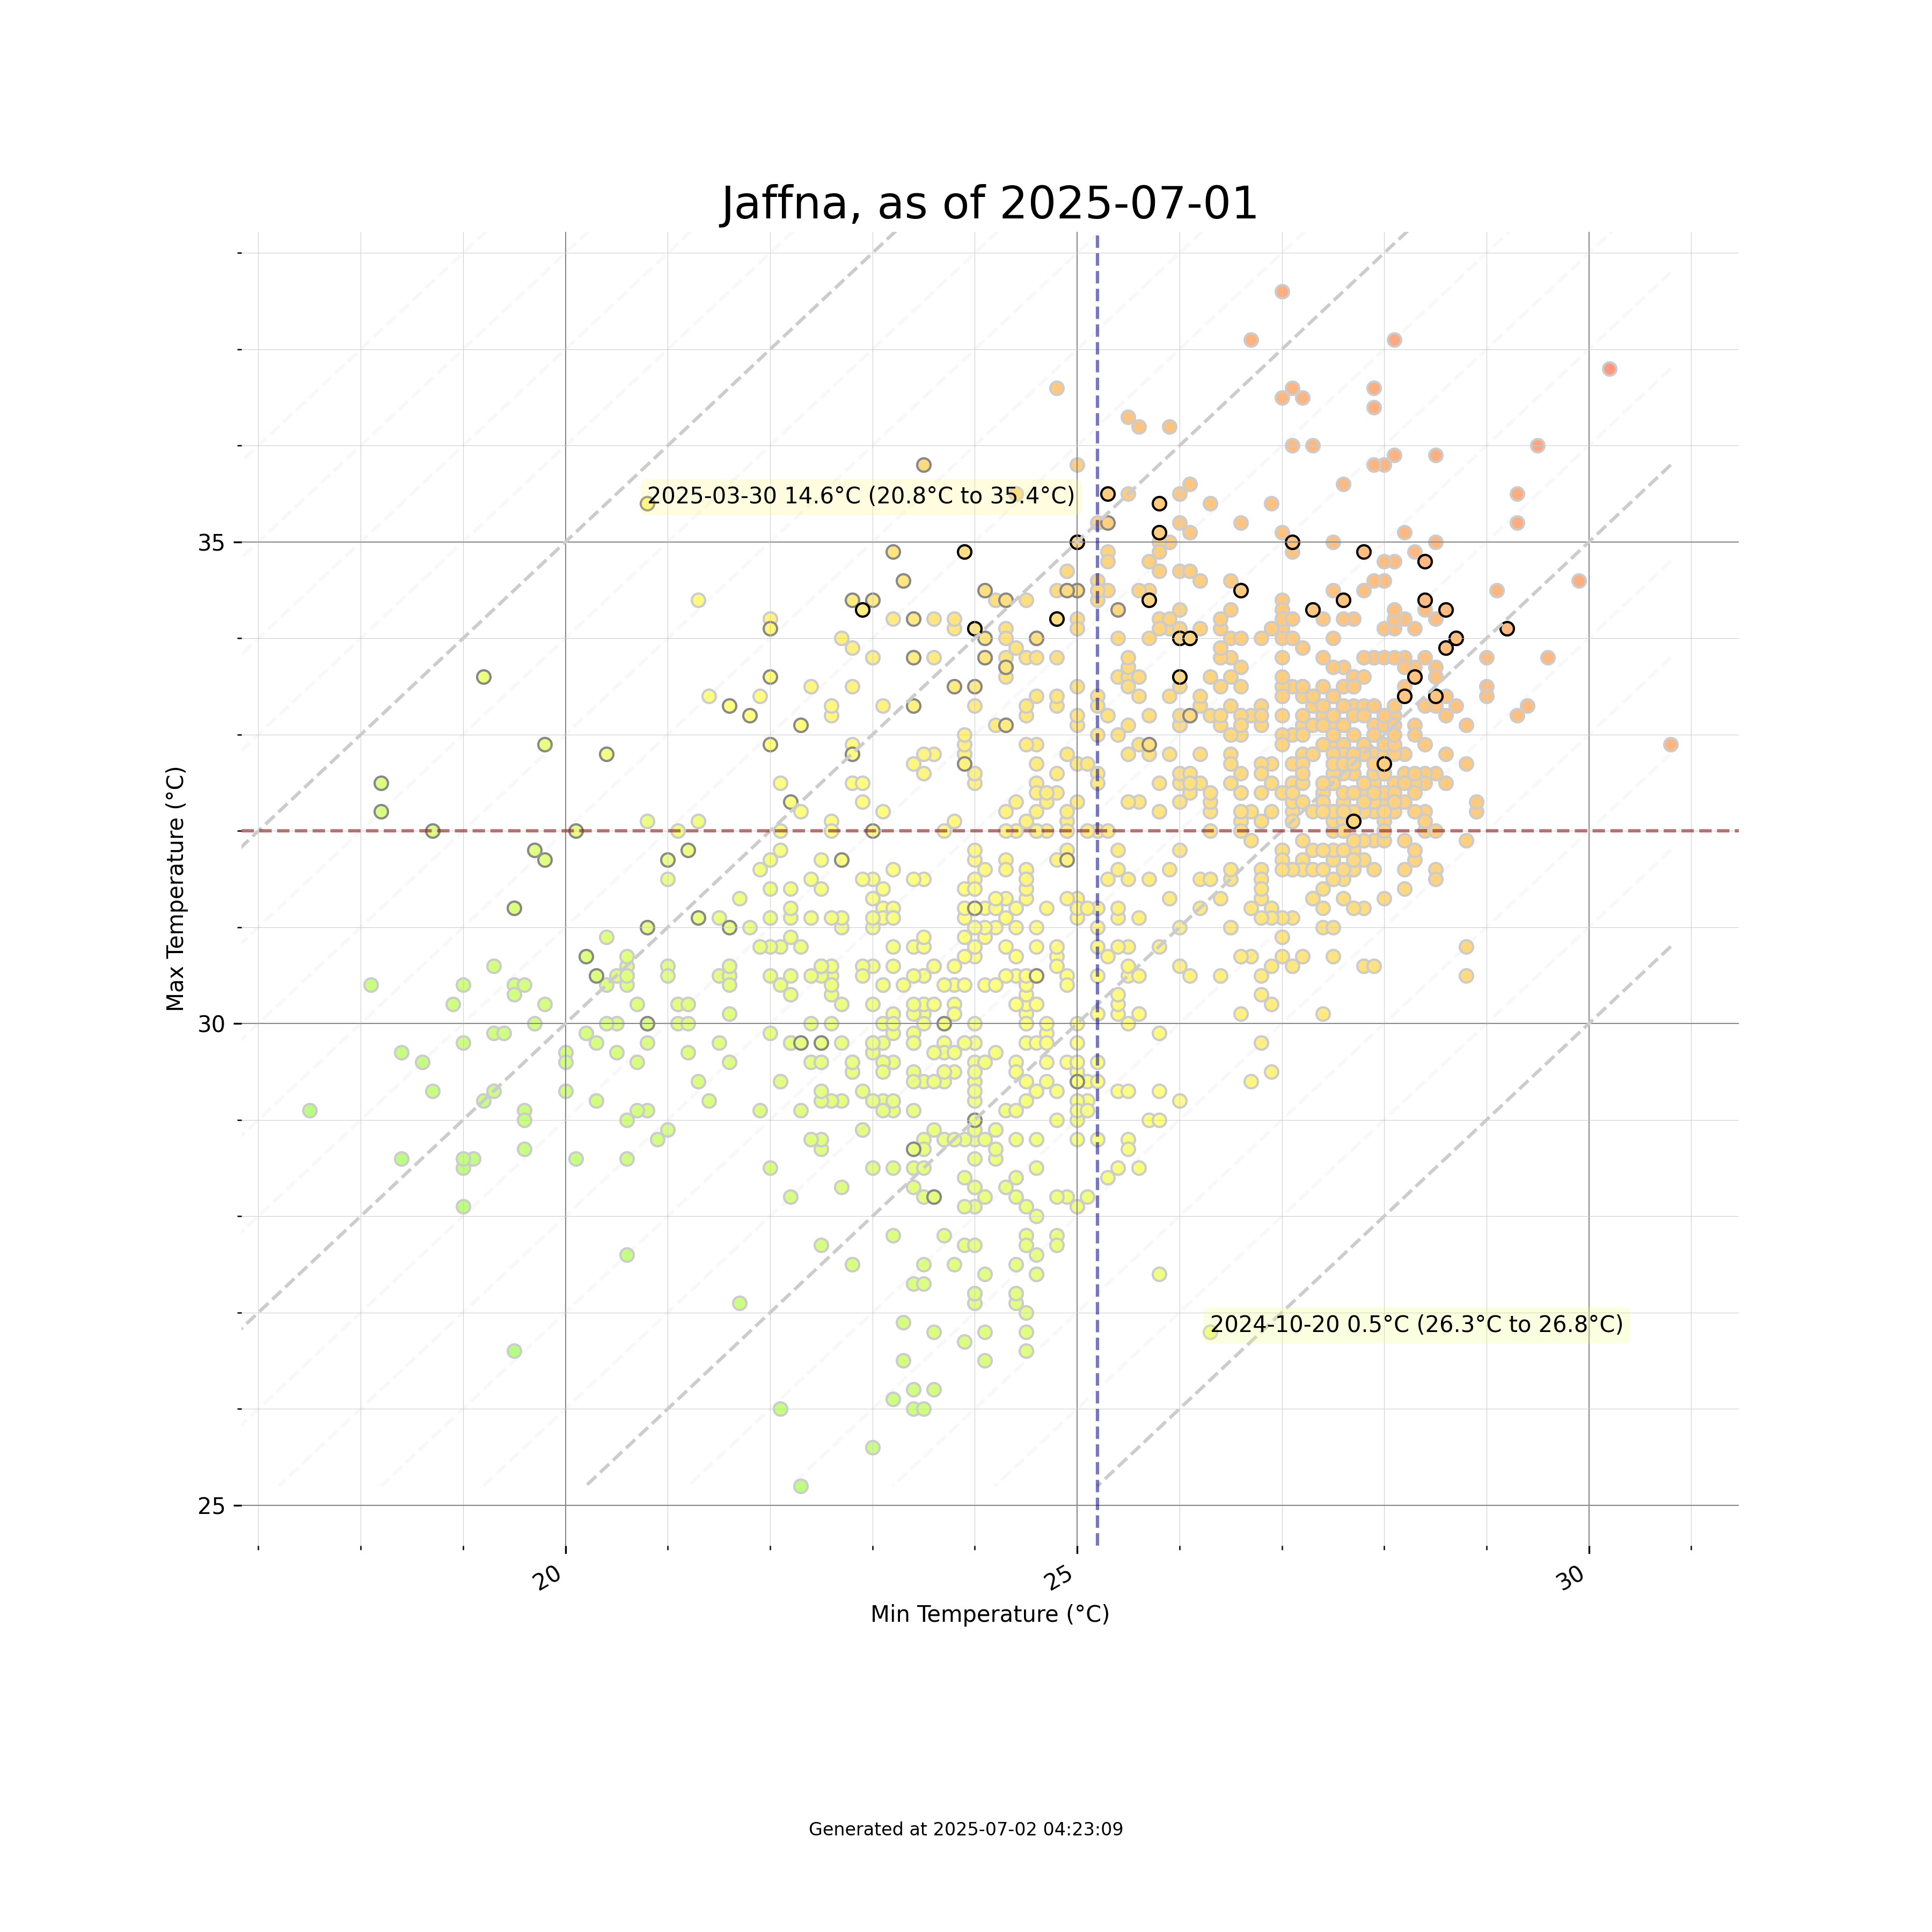 Jaffna, as of 2025-07-01
Max Temperature (°C)
35
30
25
2025-03-30 14.6°C (20.8°C to 35.4°C)
2024-10-20 0.5°C (26.3°C to 26.8°C)
20
25
30
Min Temperature (°C)
Generated at 2025-07-02 04:23:09